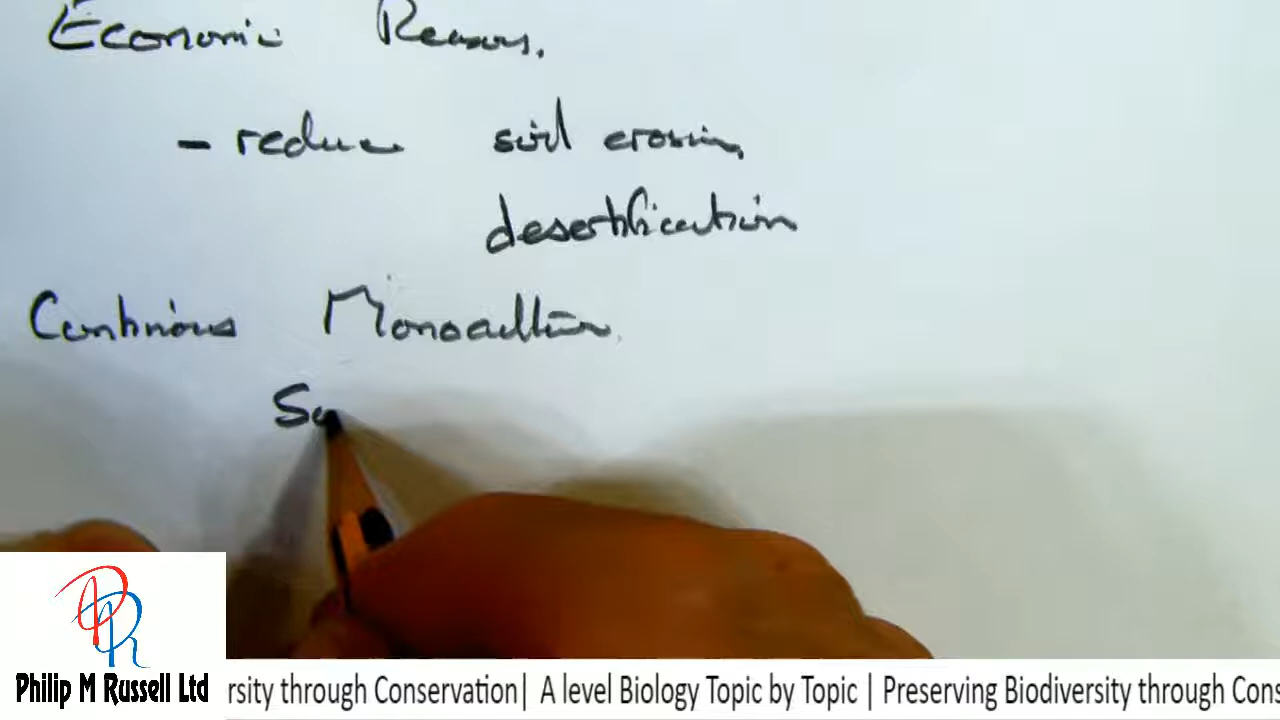 Economic Reasons.
- reduce soil erosion,
desertification
Continuous Monoculture.
So
Philip M Russell Ltd
rsity through Conservation| A level Biology Topic by Topic | Preserving Biodiversity through Cons